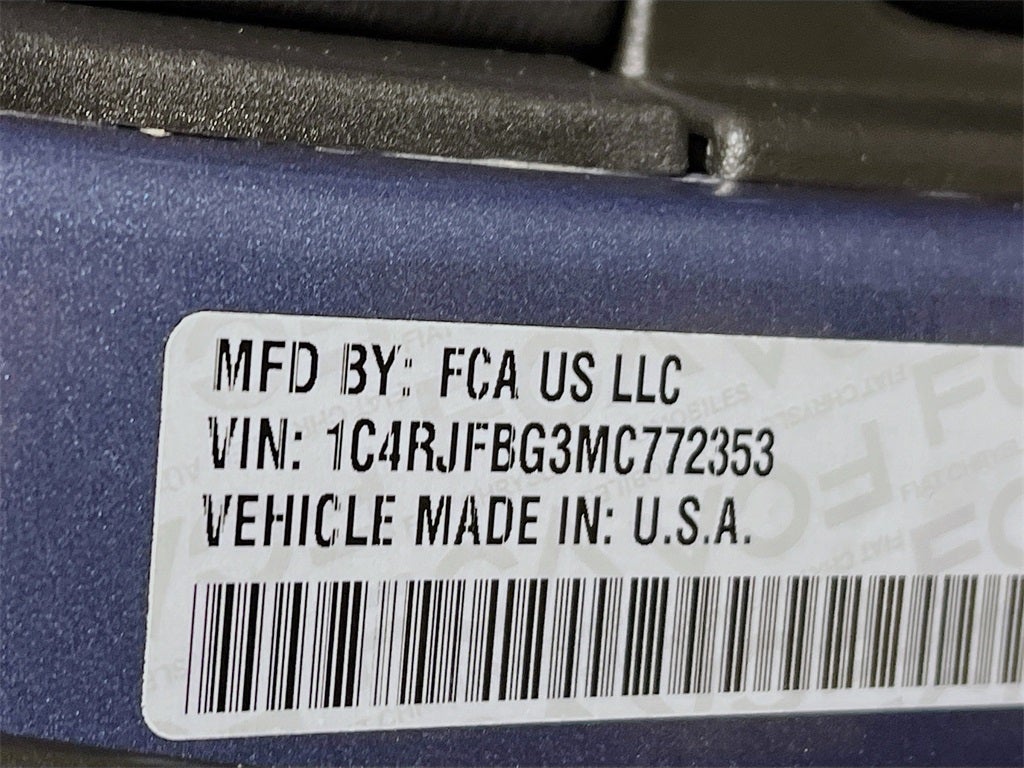 MFD BY: FCA US LLC
VIN: 1C4RJFBG3MC772353
VEHICLE MADE IN: U.S.A.